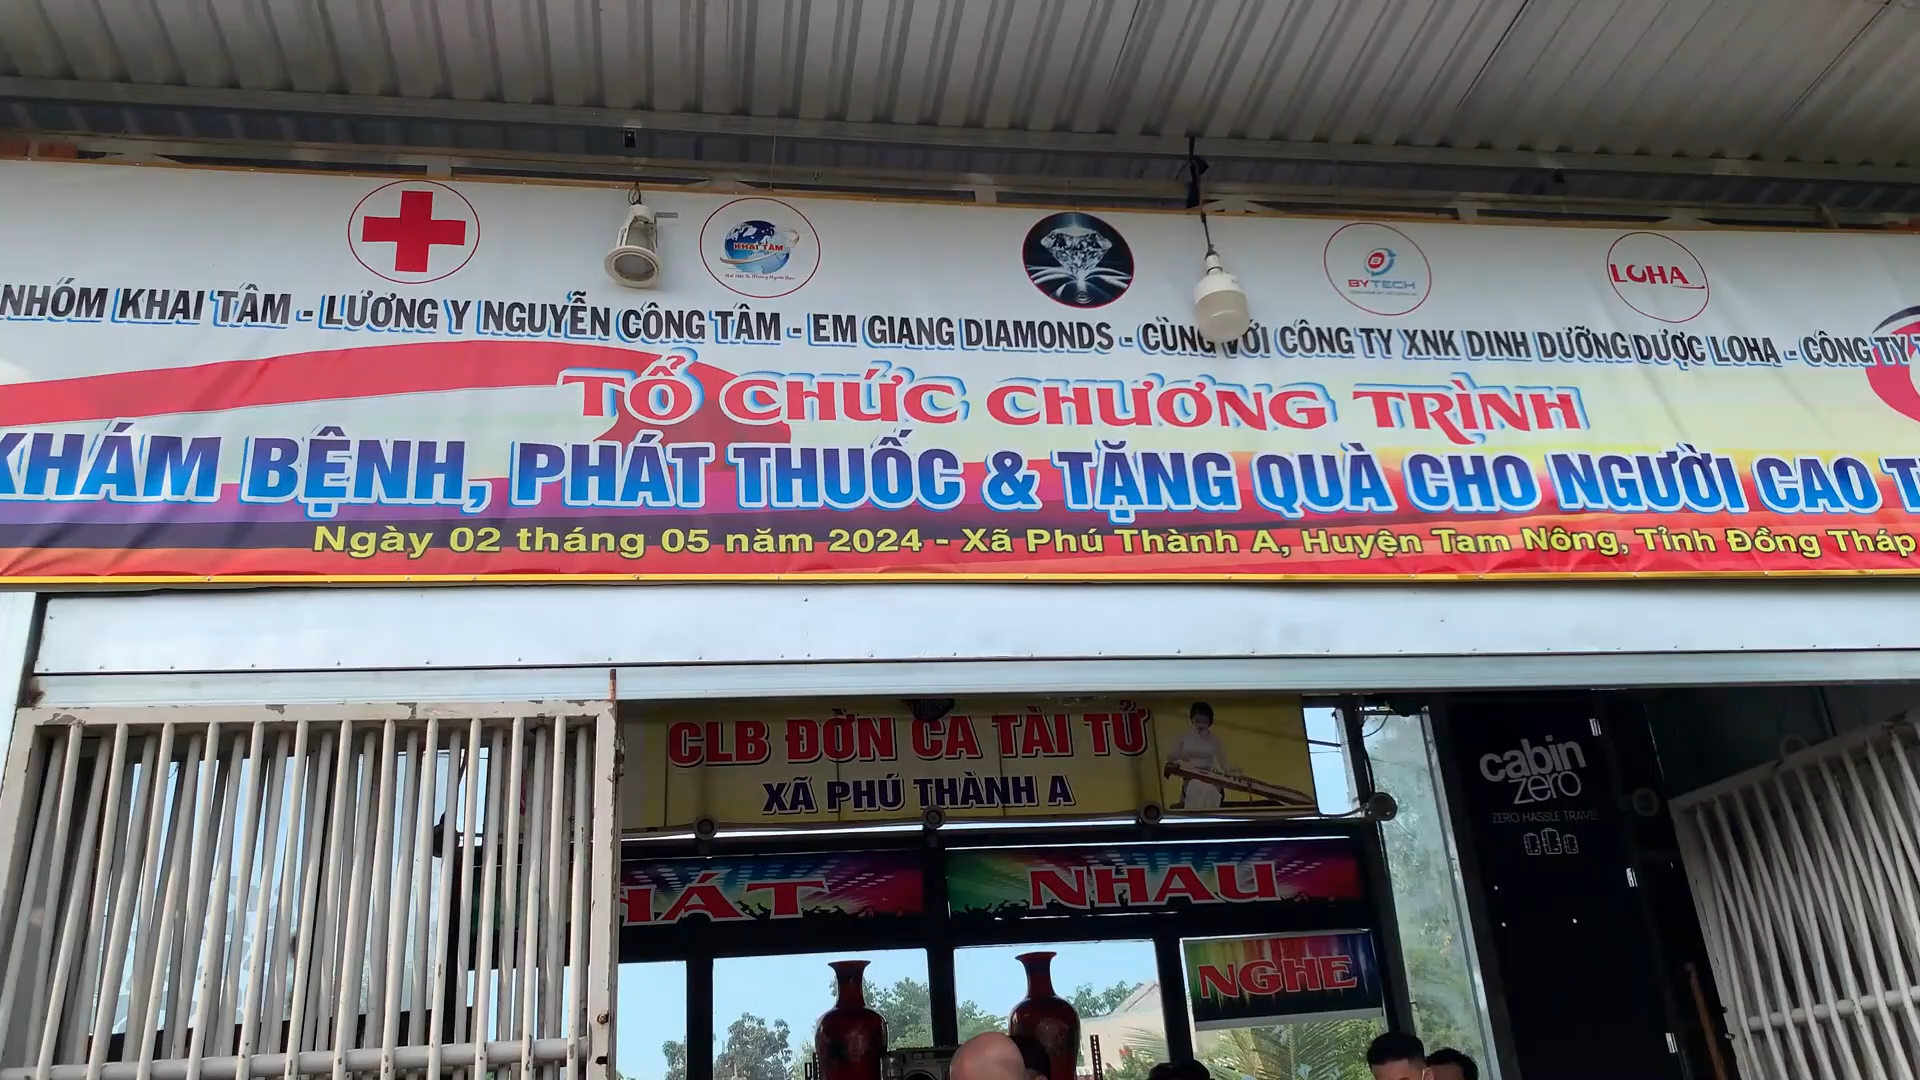 KHAI TÂM
BYTECH
LOHA
NHÓM KHAI TÂM - LƯƠNG Y NGUYỄN CÔNG TÂM - EM GIANG DIAMONDS - CÙNG VỚI CÔNG TY XNK DINH DƯỠNG DƯỢC LOHA - CÔNG TY
TỔ CHỨC CHƯƠNG TRÌNH
KHÁM BỆNH, PHÁT THUỐC & TẶNG QUÀ CHO NGƯỜI CAO
Ngày 02 tháng 05 năm 2024 - Xã Phú Thành A, Huyện Tam Nông, Tỉnh Đồng Tháp
CLB ĐỜN CA TÀI TỬ
XÃ PHÚ THÀNH A
cabin
zero
ZERO HASSLE TRAVEL
HÁT NHAU
NGHE